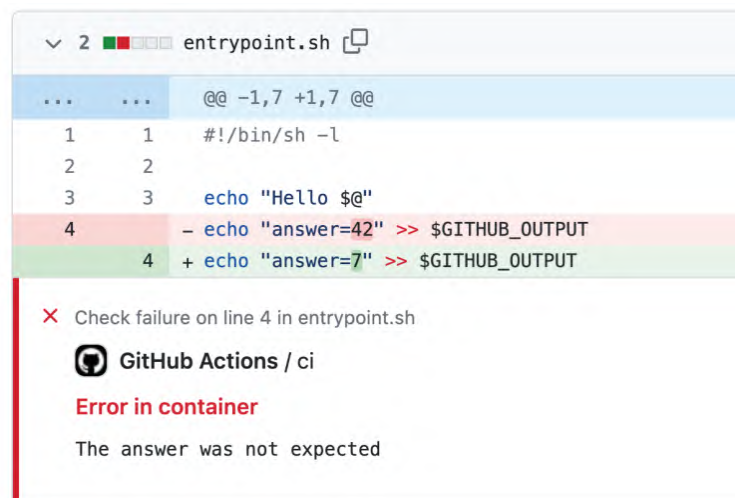 2 entrypoint.sh
... ... @@ -1,7 +1,7 @@
1 1 #!/bin/sh -l
2 2
3 3 echo "Hello $@"
4 - echo "answer=42" >> $GITHUB_OUTPUT
4 + echo "answer=7" >> $GITHUB_OUTPUT
Check failure on line 4 in entrypoint.sh
GitHub Actions / ci
Error in container
The answer was not expected